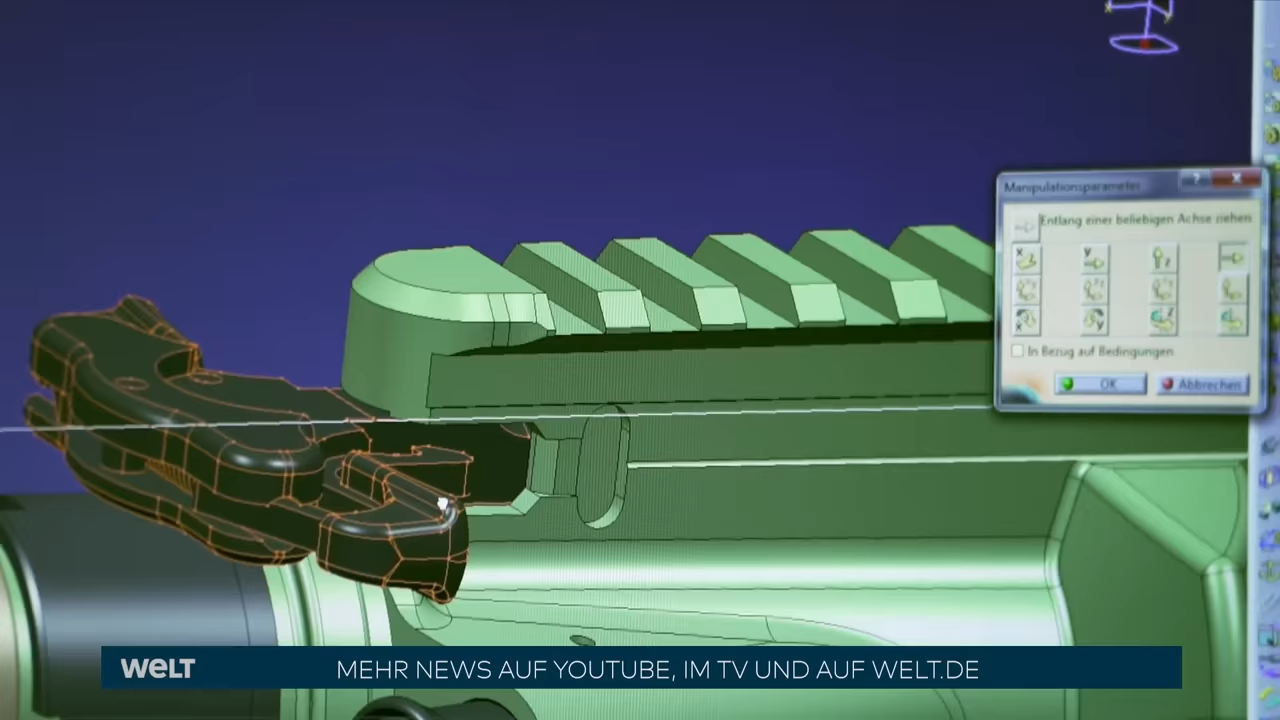 Manipulationsparameter
Entlang einer beliebigen Achse ziehen
x
y
z
In Bezug auf Bedingungen
OK
Abbrechen
WELT
MEHR NEWS AUF YOUTUBE, IM TV UND AUF WELT.DE